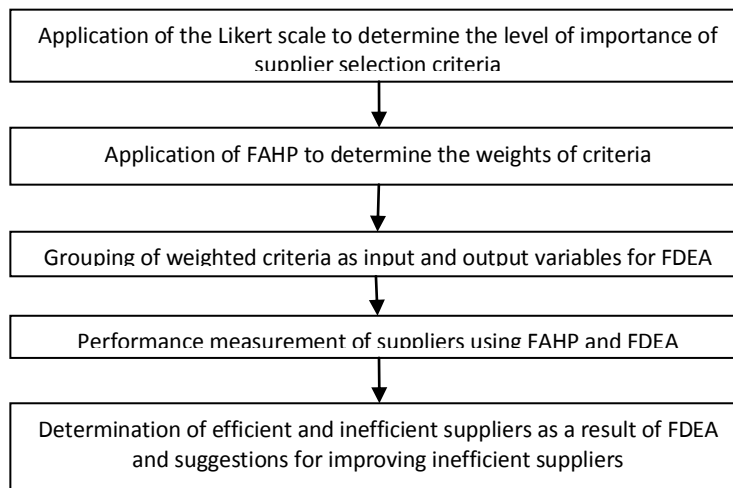 Application of the Likert scale to determine the level of importance of
supplier selection criteria
Application of FAHP to determine the weights of criteria
Grouping of weighted criteria as input and output variables for FDEA
Performance measurement of suppliers using FAHP and FDEA
Determination of efficient and inefficient suppliers as a result of FDEA
and suggestions for improving inefficient suppliers